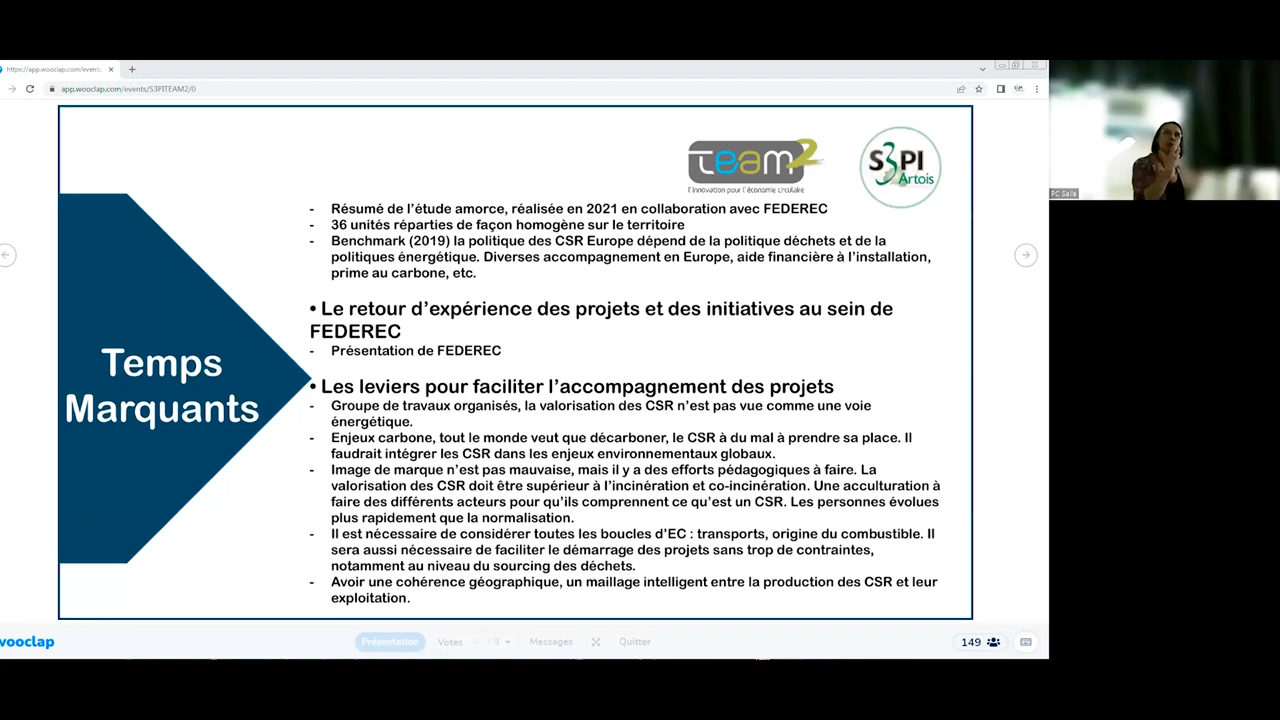 https://app.wooclap.com/events
app.wooclap.com/events/S3PITEAM2/0
team2
l'innovation pour l'économie circulaire
S3PI
Artois
PC Salle
- Résumé de l'étude amorce, réalisée en 2021 en collaboration avec FEDEREC
- 36 unités réparties de façon homogène sur le territoire
- Benchmark (2019) la politique des CSR Europe dépend de la politique déchets et de la
politiques énergétique. Diverses accompagnement en Europe, aide financière à l'installation,
prime au carbone, etc.
• Le retour d'expérience des projets et des initiatives au sein de
FEDEREC
- Présentation de FEDEREC
Temps
Marquants
• Les leviers pour faciliter l'accompagnement des projets
- Groupe de travaux organisés, la valorisation des CSR n'est pas vue comme une voie
énergétique.
- Enjeux carbone, tout le monde veut que décarboner, le CSR à du mal à prendre sa place. Il
faudrait intégrer les CSR dans les enjeux environnementaux globaux.
- Image de marque n'est pas mauvaise, mais il y a des efforts pédagogiques à faire. La
valorisation des CSR doit être supérieur à l'incinération et co-incinération. Une acculturation à
faire des différents acteurs pour qu'ils comprennent ce qu'est un CSR. Les personnes évolues
plus rapidement que la normalisation.
- Il est nécessaire de considérer toutes les boucles d'EC : transports, origine du combustible. Il
sera aussi nécessaire de faciliter le démarrage des projets sans trop de contraintes,
notamment au niveau du sourcing des déchets.
- Avoir une cohérence géographique, un maillage intelligent entre la production des CSR et leur
exploitation.
wooclap
Présentation
Votes
Messages
Quitter
149